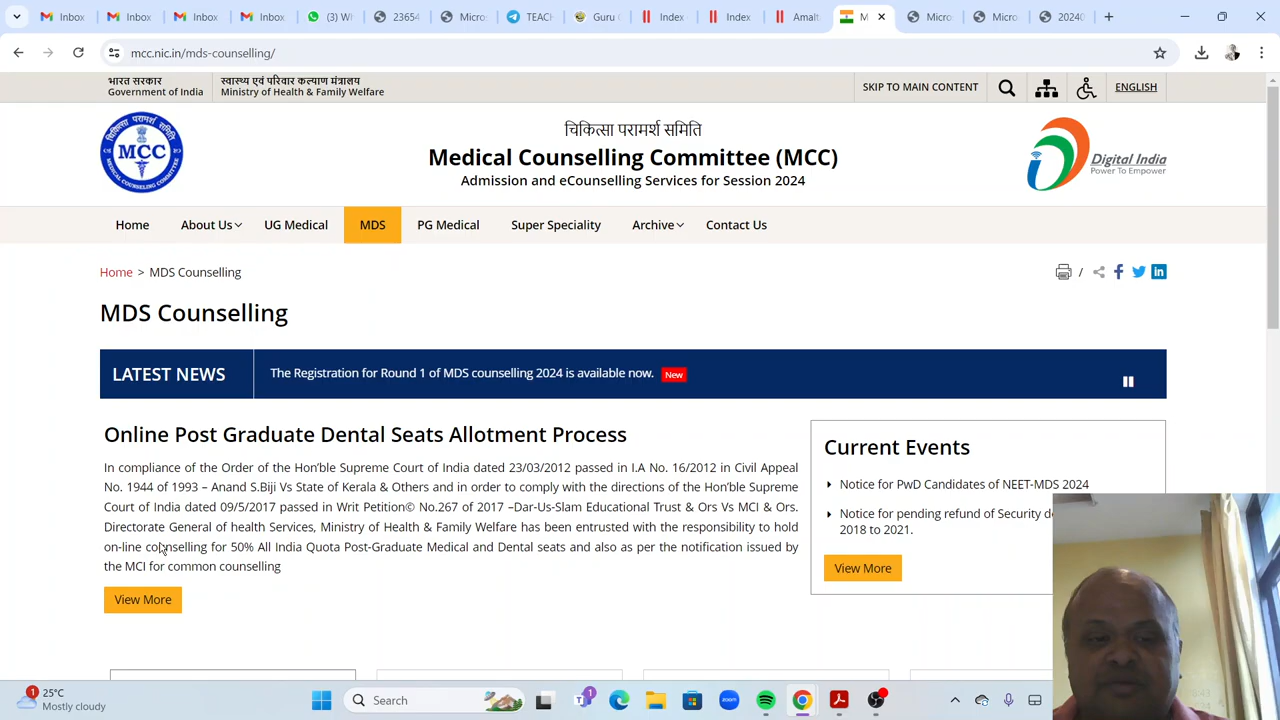 Inbox
Inbox
Inbox
Inbox
(3) Wh
23654
Micros
TEACH
Guru
Index
Index
Amalt
M
Micro
Micro
20240
mcc.nic.in/mds-counselling/
भारत सरकार
Government of India
स्वास्थ्य एवं परिवार कल्याण मंत्रालय
Ministry of Health & Family Welfare
SKIP TO MAIN CONTENT
ENGLISH
MCC
चिकित्सा परामर्श समिति
Medical Counselling Committee (MCC)
Admission and eCounselling Services for Session 2024
Digital India
Power To Empower
Home
About Us
UG Medical
MDS
PG Medical
Super Speciality
Archive
Contact Us
Home > MDS Counselling
/
MDS Counselling
LATEST NEWS
The Registration for Round 1 of MDS counselling 2024 is available now. New
Online Post Graduate Dental Seats Allotment Process
In compliance of the Order of the Hon'ble Supreme Court of India dated 23/03/2012 passed in I.A No. 16/2012 in Civil Appeal
No. 1944 of 1993 – Anand S.Biji Vs State of Kerala & Others and in order to comply with the directions of the Hon'ble Supreme
Court of India dated 09/5/2017 passed in Writ Petition© No.267 of 2017 –Dar-Us-Slam Educational Trust & Ors Vs MCI & Ors.
Directorate General of health Services, Ministry of Health & Family Welfare has been entrusted with the responsibility to hold
on-line counselling for 50% All India Quota Post-Graduate Medical and Dental seats and also as per the notification issued by
the MCI for common counselling
View More
Current Events
Notice for PwD Candidates of NEET-MDS 2024
Notice for pending refund of Security de
2018 to 2021.
View More
1
25°C
Mostly cloudy
Search
1
zoom